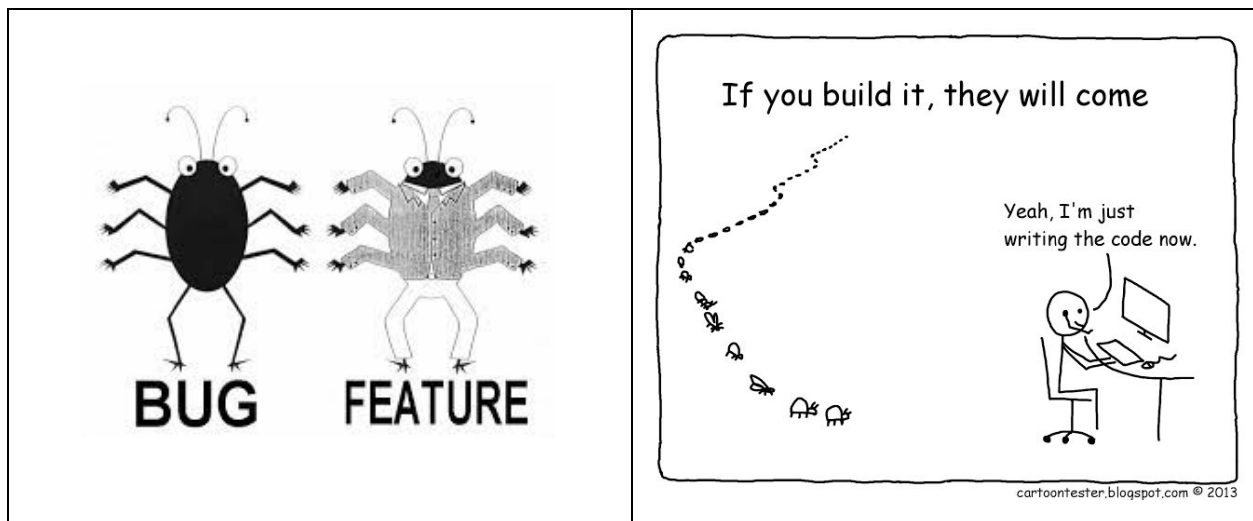 BUG
FEATURE
If you build it, they will come
Yeah, I'm just
writing the code now.
cartoontester.blogspot.com © 2013